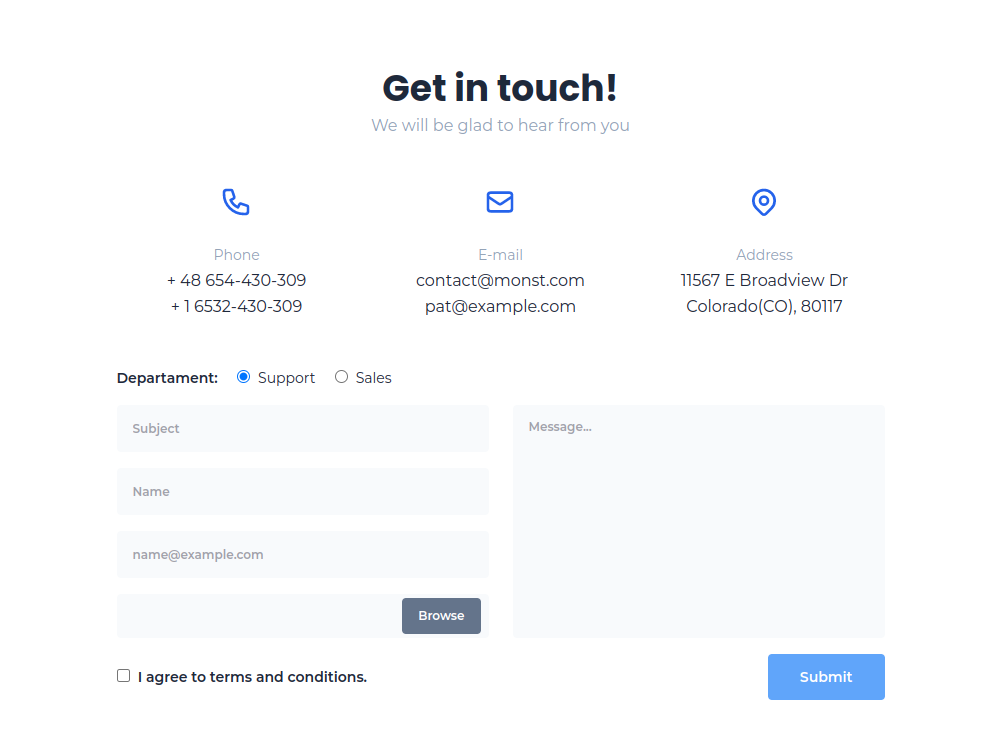 Get in touch!
We will be glad to hear from you
Phone
+ 48 654-430-309
+ 1 6532-430-309
E-mail
contact@monst.com
pat@example.com
Address
11567 E Broadview Dr
Colorado(CO), 80117
Departament: Support Sales
Subject
Name
name@example.com
Browse
Message...
I agree to terms and conditions.
Submit